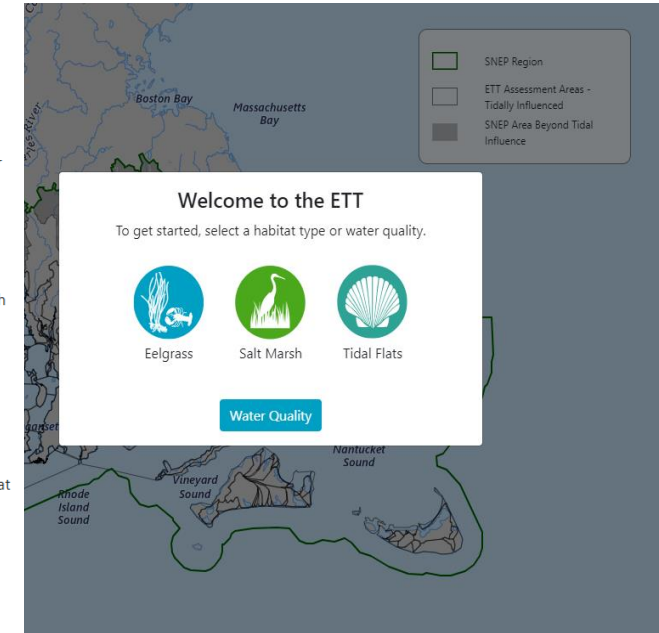 Boston Bay
Massachusetts
Bay
SNEP Region
ETT Assessment Areas -
Tidally Influenced
SNEP Area Beyond Tidal
Influence
Welcome to the ETT
To get started, select a habitat type or water quality.
Eelgrass
Salt Marsh
Tidal Flats
Water Quality
Nantucket
Sound
Vineyard
Sound
Rhode
Island
Sound